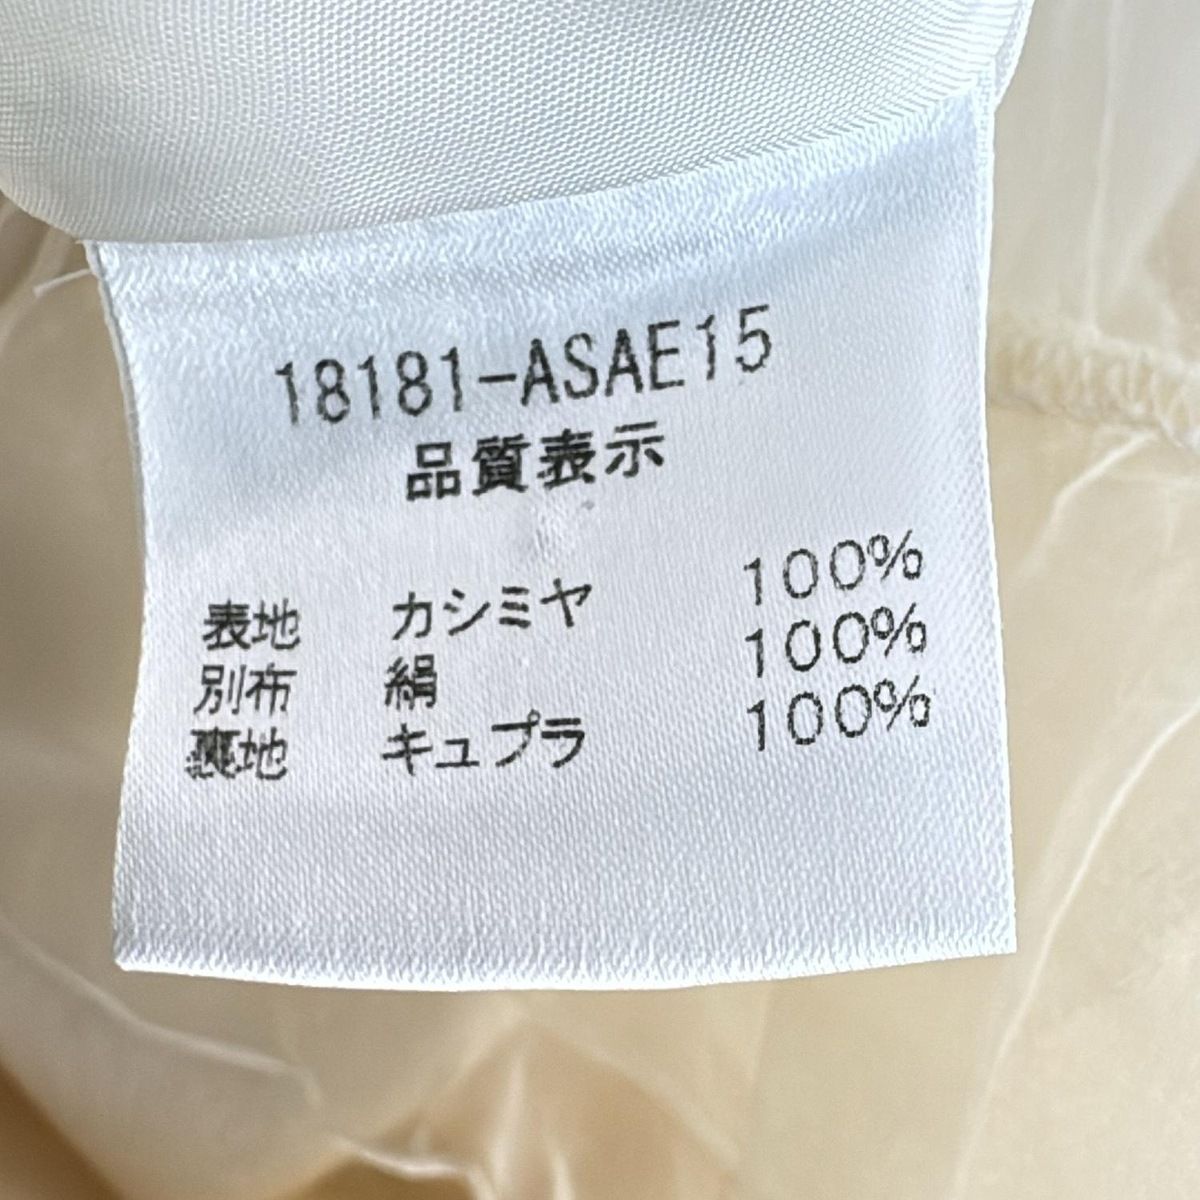 18181-ASAE15
品質表示
表地 カシミヤ 100%
別布 絹 100%
裏地 キュプラ 100%